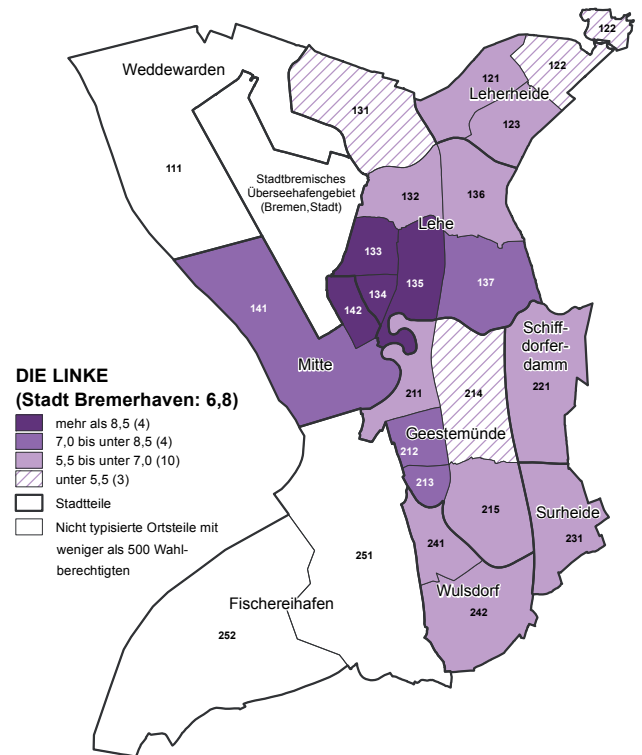 122
122
121
Leherheide
123
Weddewarden
131
111
Stadtbremisches
Überseehafengebiet
(Bremen,Stadt)
132
136
Lehe
133
134
135
137
142
141
Mitte
Schiff-
dorfer-
damm
221
211
214
Geestemünde
212
213
215
Surheide
231
241
251
Wulsdorf
242
Fischereihafen
252
DIE LINKE
(Stadt Bremerhaven: 6,8)
mehr als 8,5 (4)
7,0 bis unter 8,5 (4)
5,5 bis unter 7,0 (10)
unter 5,5 (3)
Stadtteile
Nicht typisierte Ortsteile mit
weniger als 500 Wahl-
berechtigten